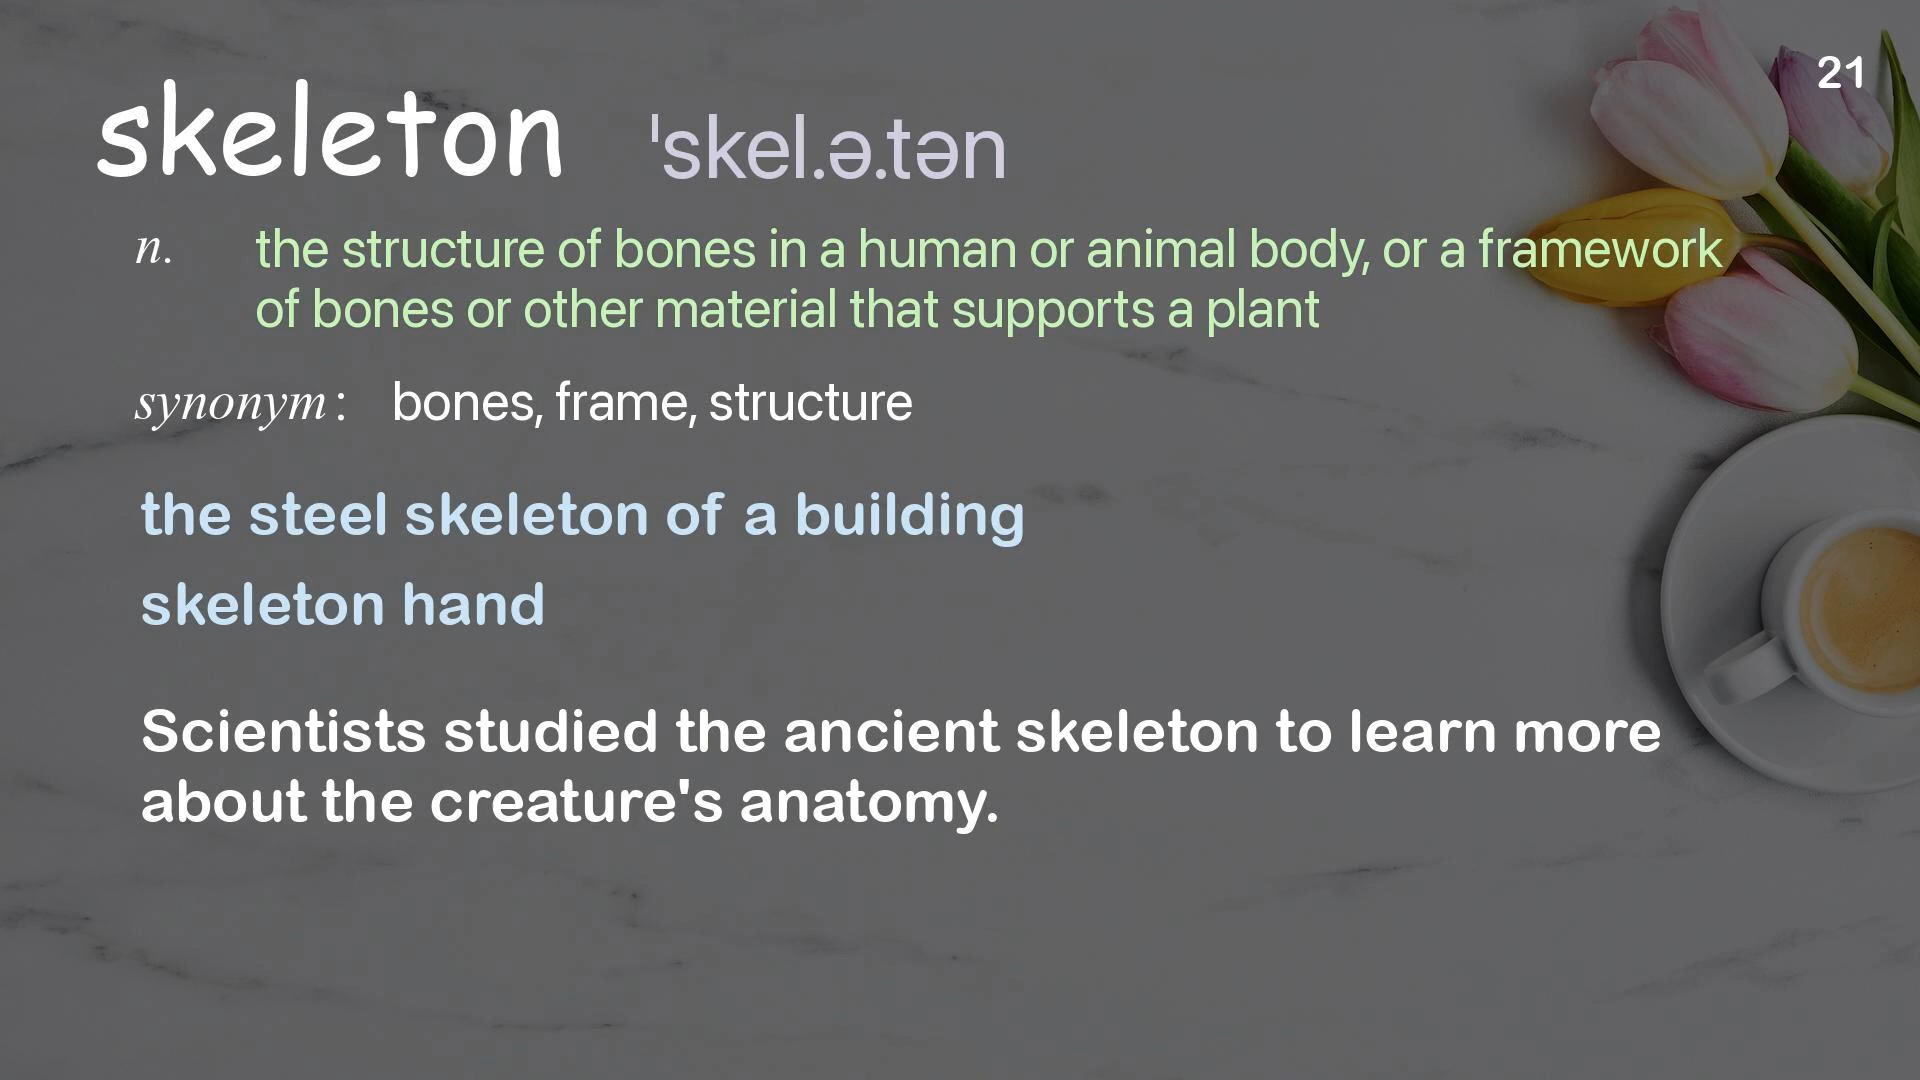 21
skeleton ˈskel.ə.tən
n. the structure of bones in a human or animal body, or a framework
of bones or other material that supports a plant
synonym : bones, frame, structure
the steel skeleton of a building
skeleton hand
Scientists studied the ancient skeleton to learn more
about the creature's anatomy.